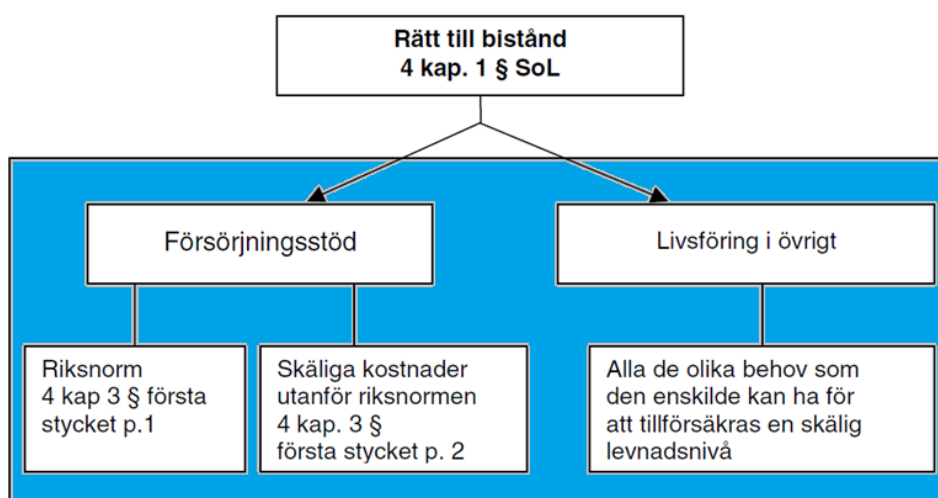 Rätt till bistånd
4 kap. 1 § SoL
Försörjningsstöd
Livsföring i övrigt
Riksnorm
4 kap 3 § första
stycket p.1
Skäliga kostnader
utanför riksnormen
4 kap. 3 §
första stycket p. 2
Alla de olika behov som
den enskilde kan ha för
att tillförsäkras en skälig
levnadsnivå